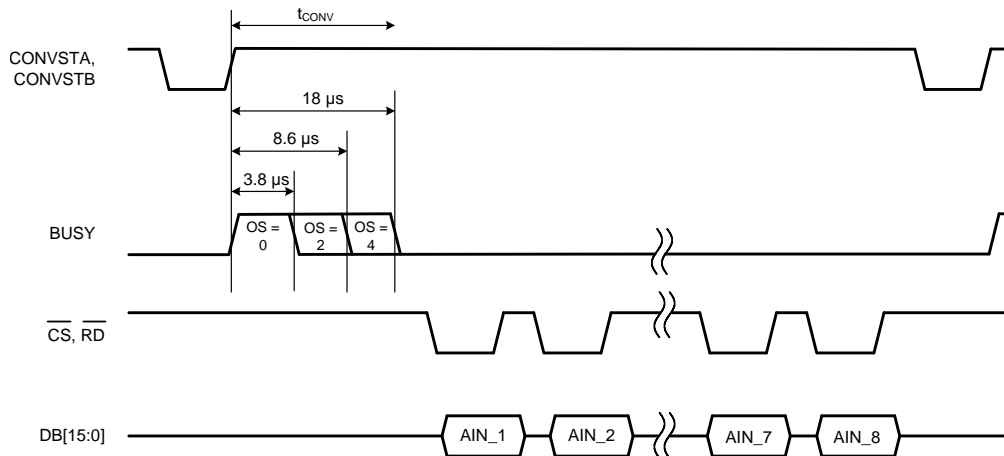 tCONV
CONVSTA,
CONVSTB
18 µs
8.6 µs
3.8 µs
BUSY
OS =
0
OS =
2
OS =
4
CS, RD
DB[15:0]
AIN_1
AIN_2
AIN_7
AIN_8